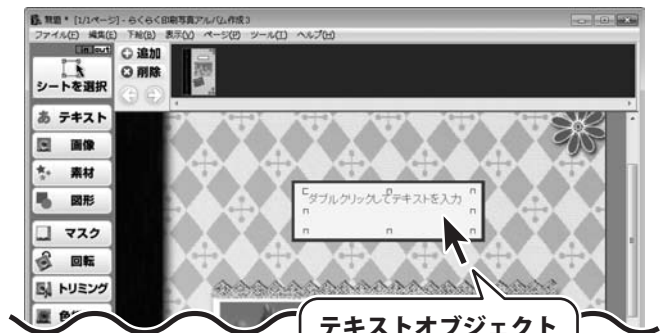 無題 * [1/1ページ] - らくらく印刷写真アルバム作成3
ファイル(F) 編集(E) 下絵(B) 表示(V) ページ(P) ツール(T) ヘルプ(H)
in out
追加
削除
シートを選択
あ テキスト
画像
素材
図形
マスク
回転
トリミング
ダブルクリックしてテキストを入力
テキストオブジェクト